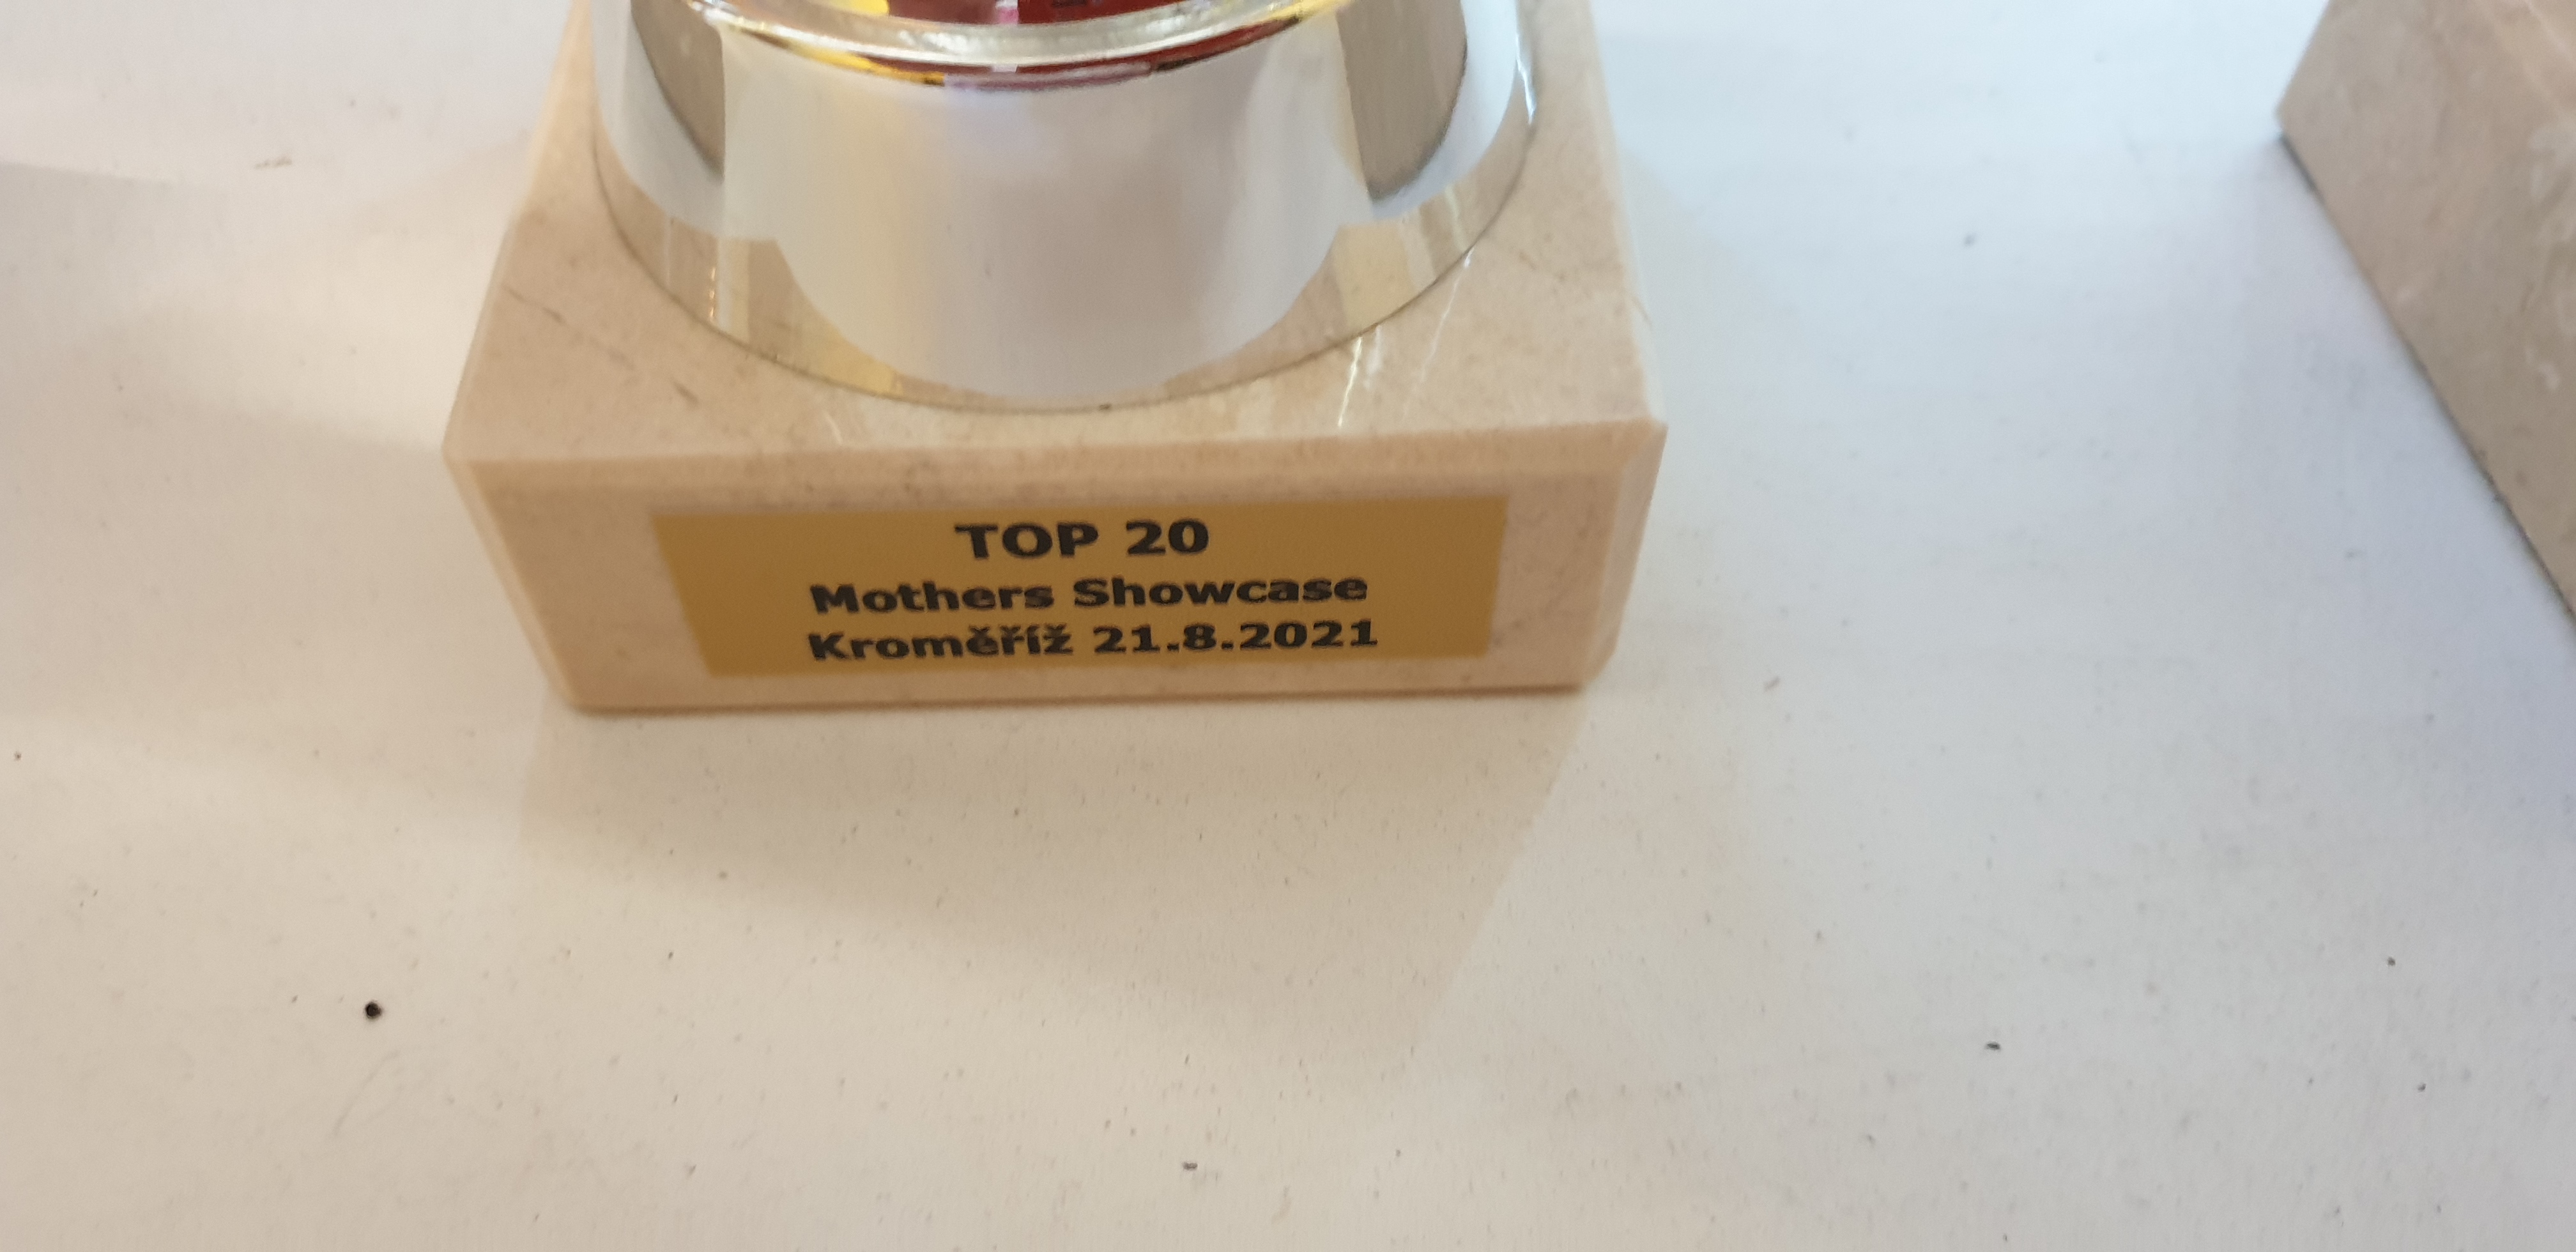 TOP 20
Mothers Showcase
Kroměříž 21.8.2021